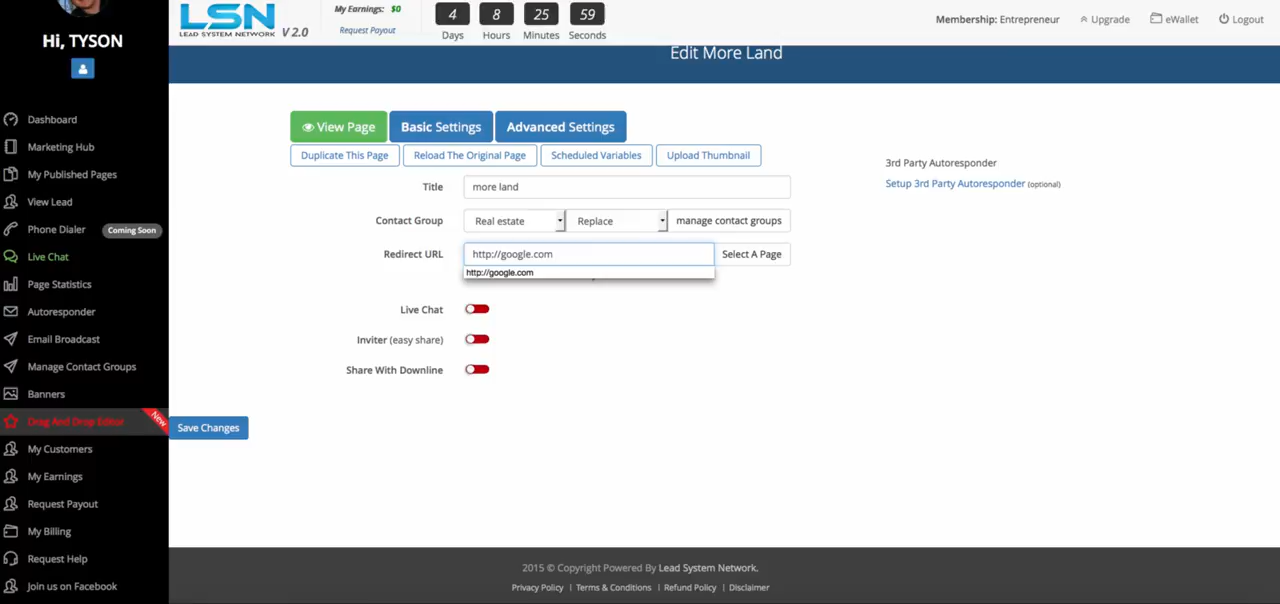 Hi, TYSON
Dashboard
Marketing Hub
My Published Pages
View Lead
Phone Dialer Coming Soon
Live Chat
Page Statistics
Autoresponder
Email Broadcast
Manage Contact Groups
Banners
Drag And Drop Editor New
My Customers
My Earnings
Request Payout
My Billing
Request Help
Join us on Facebook
LSN
LEAD SYSTEM NETWORK V 2.0
My Earnings: $0
Request Payout
4 8 25 59
Days Hours Minutes Seconds
Membership: Entrepreneur Upgrade eWallet Logout
Edit More Land
View Page Basic Settings Advanced Settings
Duplicate This Page Reload The Original Page Scheduled Variables Upload Thumbnail
Title more land
Contact Group Real estate Replace manage contact groups
Redirect URL http://google.com Select A Page
http://google.com
Live Chat
Inviter (easy share)
Share With Downline
3rd Party Autoresponder
Setup 3rd Party Autoresponder (optional)
Save Changes
2015 © Copyright Powered By Lead System Network.
Privacy Policy | Terms & Conditions | Refund Policy | Disclaimer